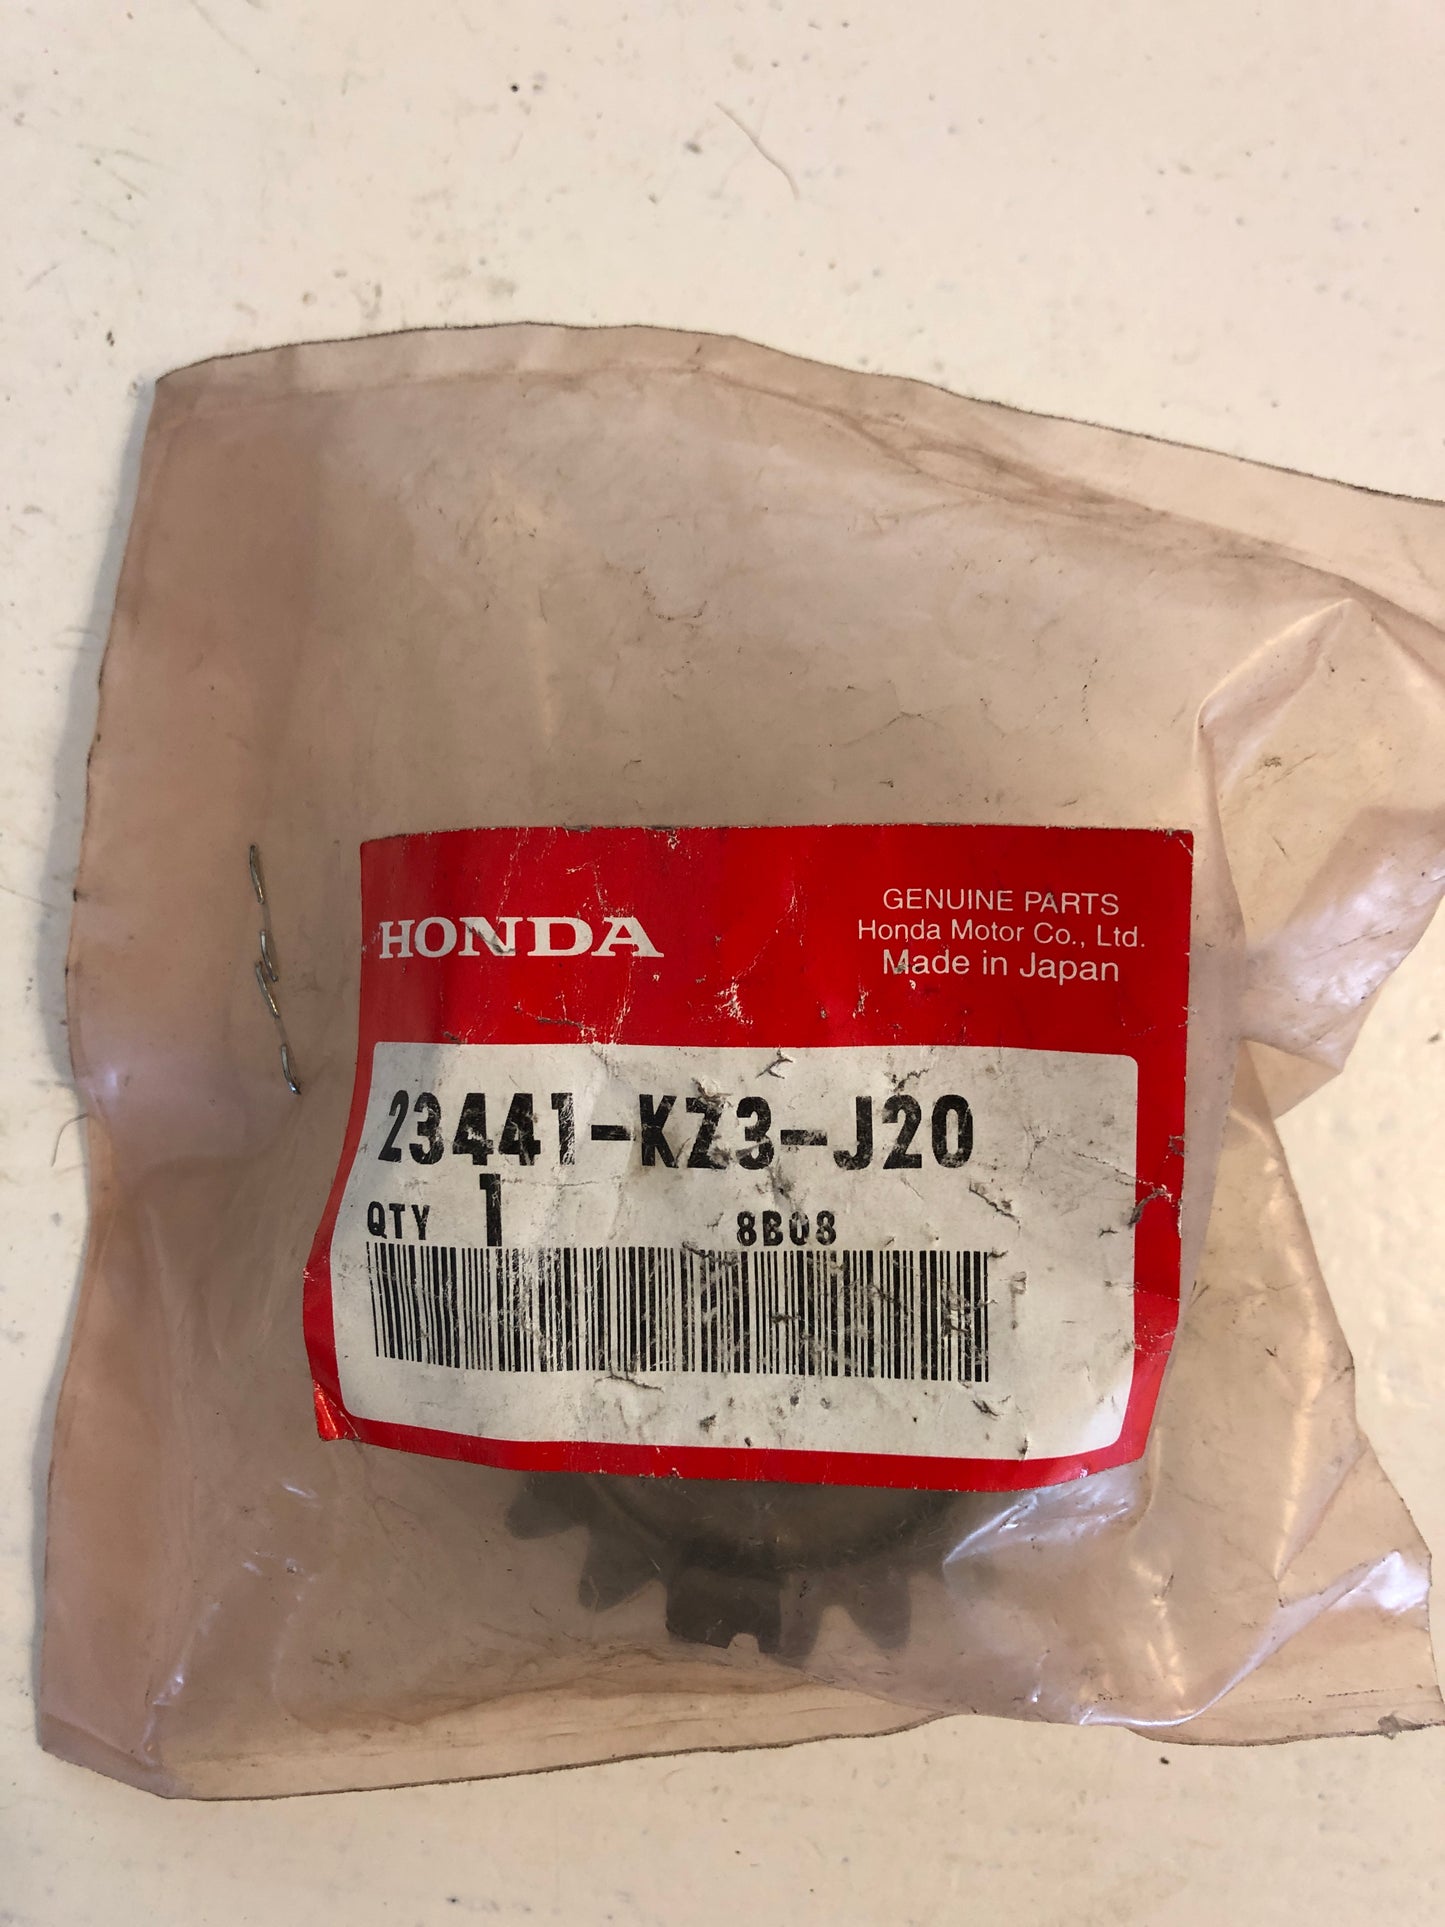 HONDA
GENUINE PARTS
Honda Motor Co., Ltd.
Made in Japan
23441-KZ3-J20
QTY 1 8B08